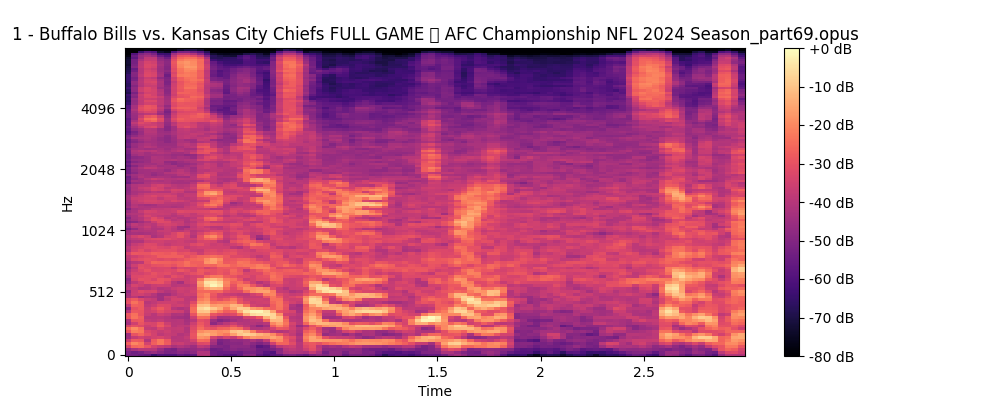 1 - Buffalo Bills vs. Kansas City Chiefs FULL GAME ▯ AFC Championship NFL 2024 Season_part69.opus
+0 dB
-10 dB
-20 dB
-30 dB
-40 dB
-50 dB
-60 dB
-70 dB
-80 dB
4096
2048
1024
512
0
Hz
0
0.5
1
1.5
2
2.5
Time